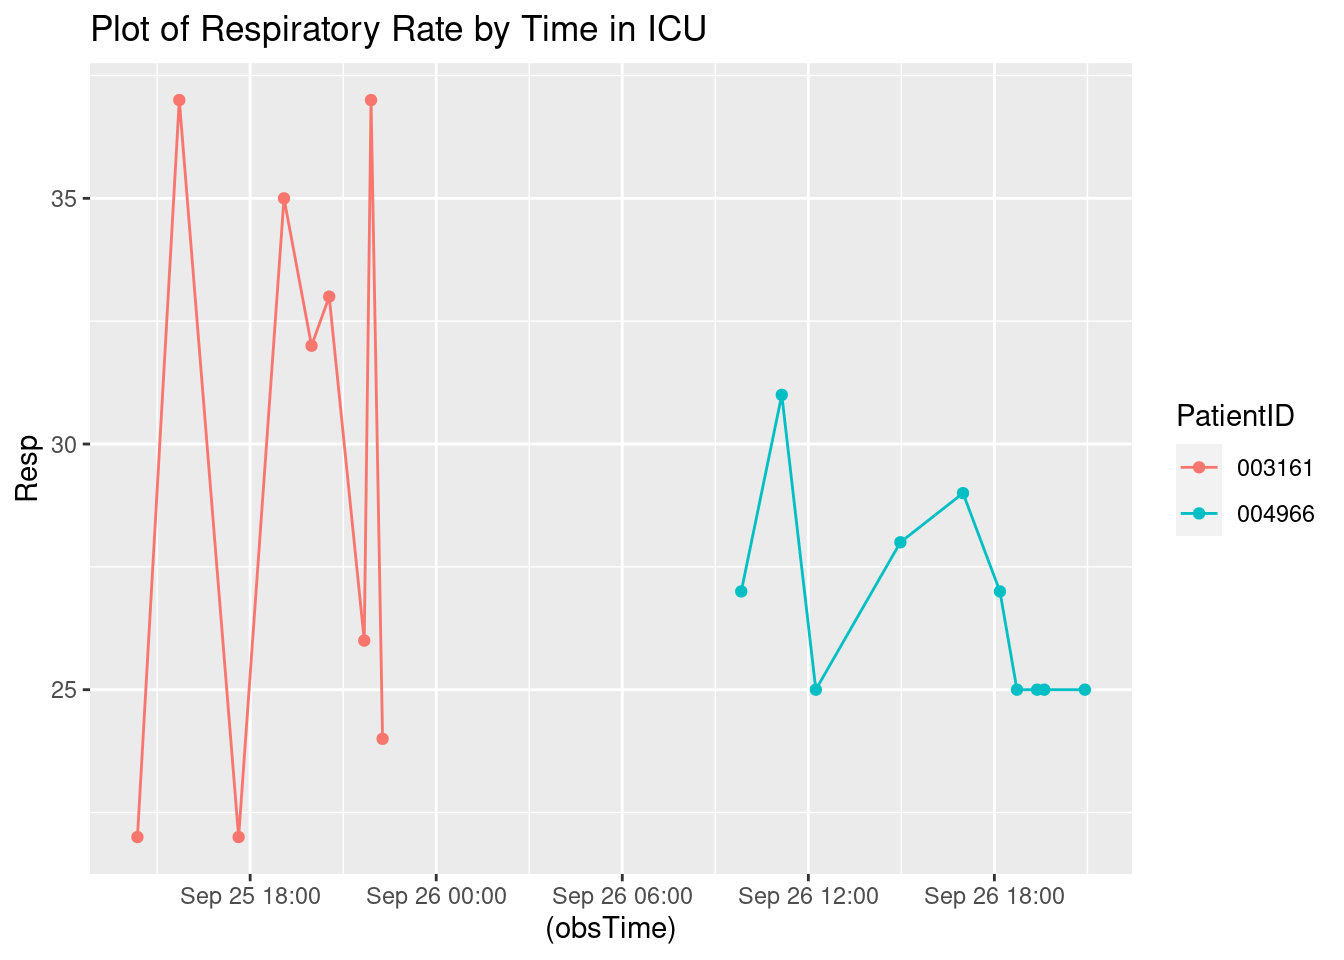 Plot of Respiratory Rate by Time in ICU
35
30
25
Resp
Sep 25 18:00
Sep 26 00:00
Sep 26 06:00
Sep 26 12:00
Sep 26 18:00
(obsTime)
PatientID
003161
004966